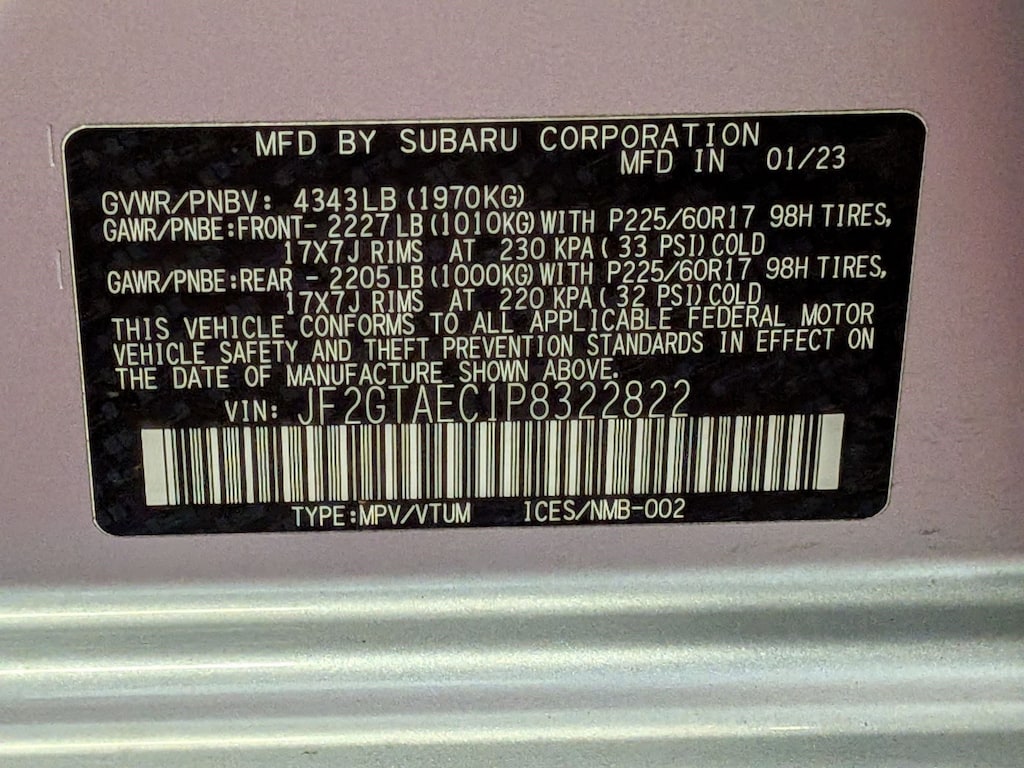 MFD BY SUBARU CORPORATION
MFD IN 01/23
GVWR/PNBV: 4343LB (1970KG)
GAWR/PNBE:FRONT- 2227LB (1010KG) WITH P225/60R17 98H TIRES,
17X7J RIMS AT 230 KPA ( 33 PSI) COLD
GAWR/PNBE:REAR - 2205LB (1000KG) WITH P225/60R17 98H TIRES,
17X7J RIMS AT 220 KPA ( 32 PSI) COLD
THIS VEHICLE CONFORMS TO ALL APPLICABLE FEDERAL MOTOR
VEHICLE SAFETY AND THEFT PREVENTION STANDARDS IN EFFECT ON
THE DATE OF MANUFACTURE SHOWN ABOVE.
VIN: JF2GTAEC1P8322822
TYPE:MPV/VTUM ICES/NMB-002